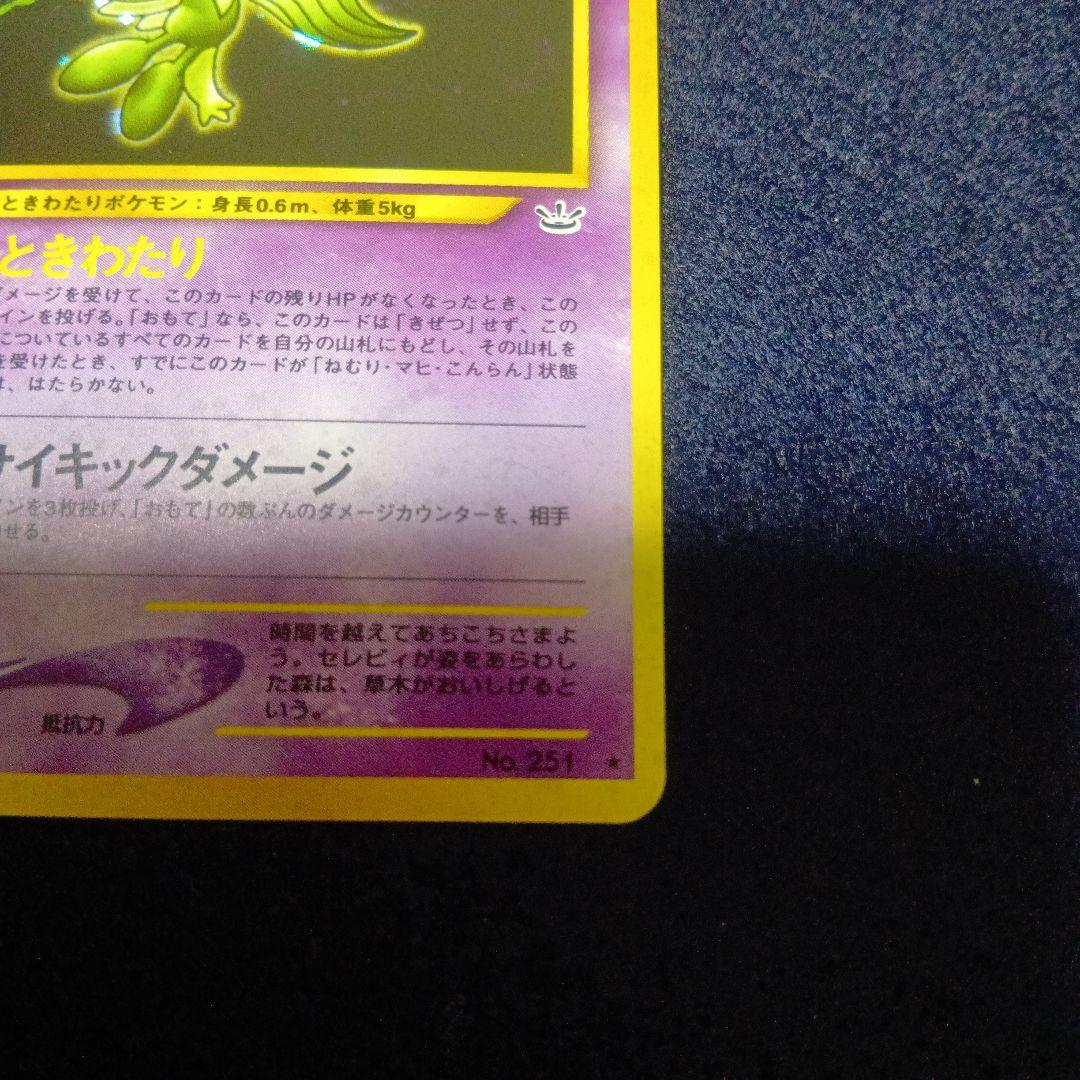 ときわたりポケモン：身長0.6m、体重5kg
ときわたり
ダメージを受けて、このカードの残りHPがなくなったとき、この
インを投げる。「おもて」なら、このカードは「きぜつ」せず、この
についているすべてのカードを自分の山札にもどし、その山札を
を受けたとき、すでにこのカードが「ねむり・マヒ・こんらん」状態
は、はたらかない。
サイキックダメージ
インを3枚投げ、「おもて」の数ぶんのダメージカウンターを、相手
せる。
時間を越えてあちこちさまよ
う。セレビィが姿をあらわし
た森は、草木がおいしげると
いう。
抵抗力
No. 251 ★